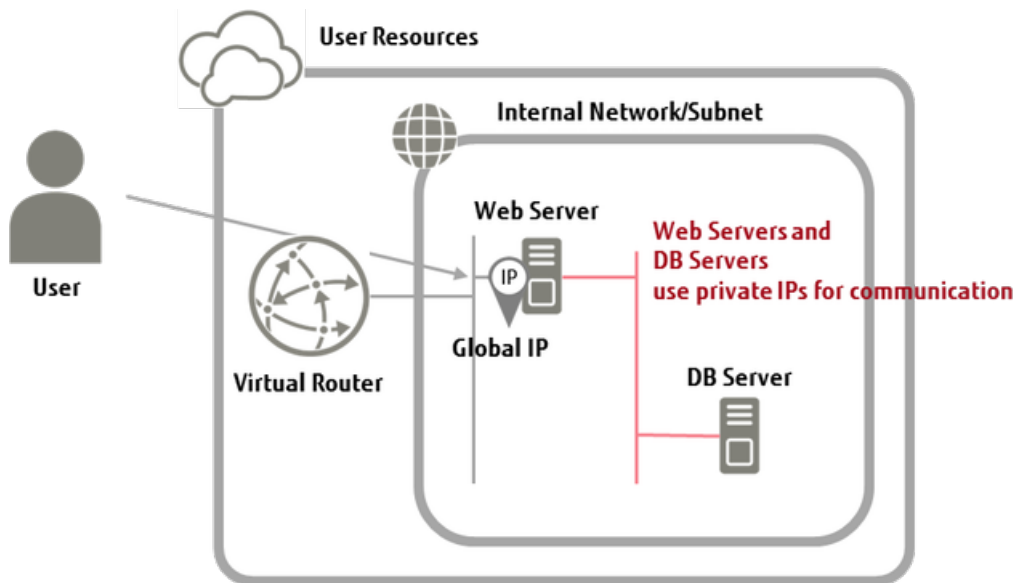 User Resources
Internal Network/Subnet
Web Server
Web Servers and
DB Servers
use private IPs for communication
IP
User
Global IP
Virtual Router
DB Server